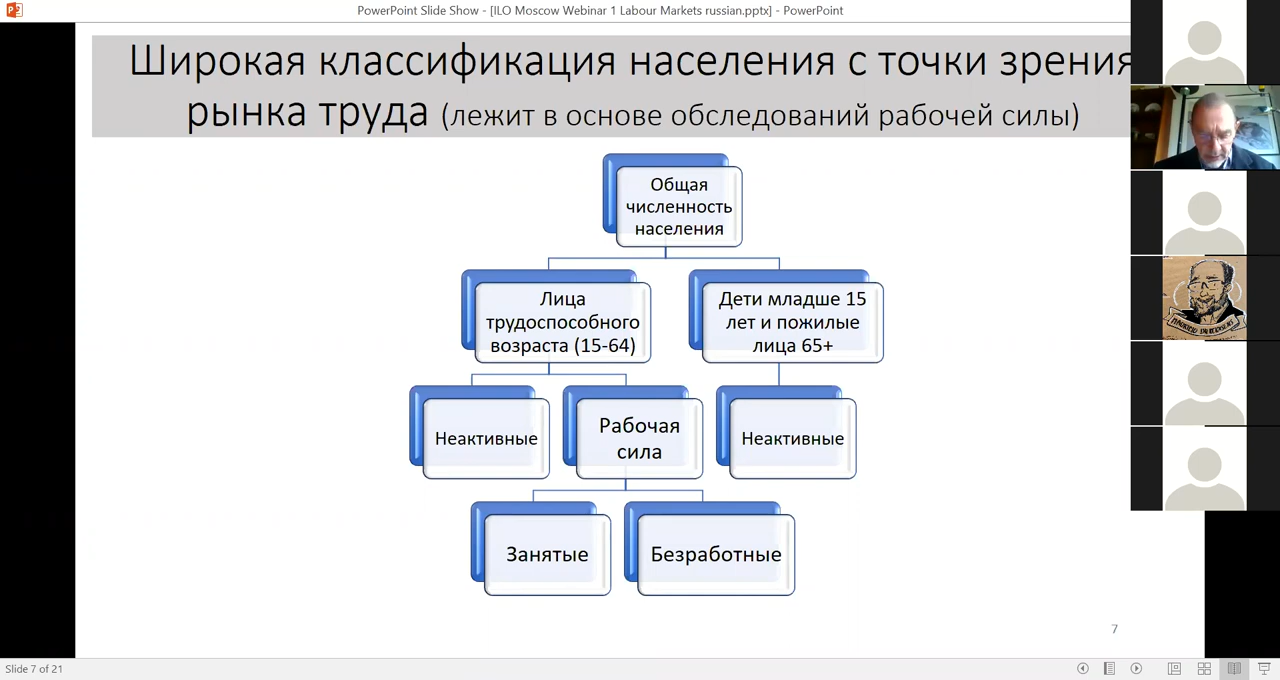 PowerPoint Slide Show - [ILO Moscow Webinar 1 Labour Markets russian.pptx] - PowerPoint
Широкая классификация населения с точки зрения
рынка труда (лежит в основе обследований рабочей силы)
Общая
численность
населения
Лица
трудоспособного
возраста (15-64)
Дети младше 15
лет и пожилые
лица 65+
Неактивные
Рабочая
сила
Неактивные
Занятые
Безработные
7
Slide 7 of 21